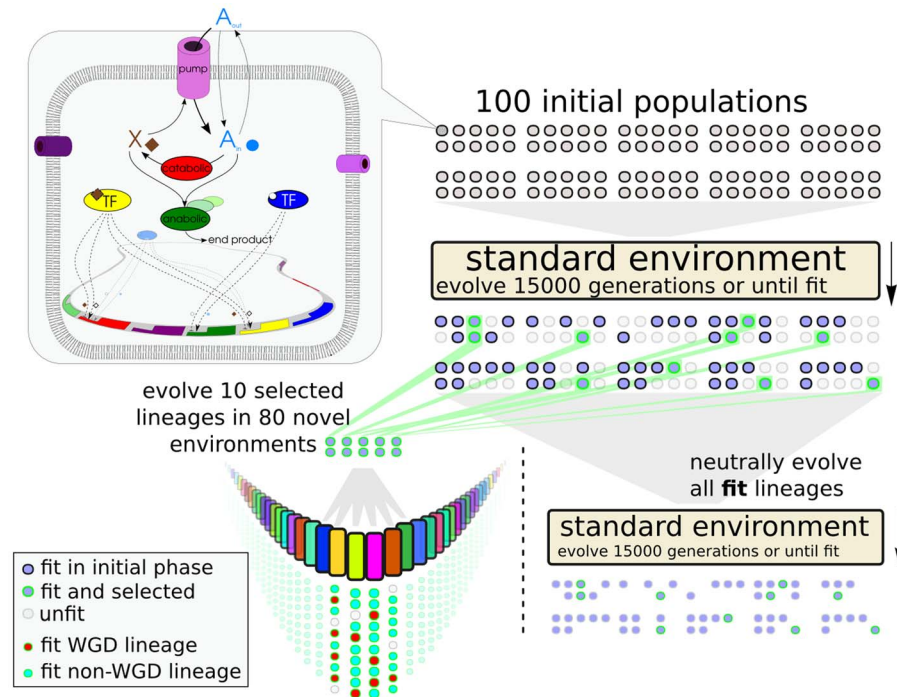 A out
pump
X
A in
catabolic
TF
TF
anabolic
end product
100 initial populations
standard environment
evolve 15000 generations or until fit
evolve 10 selected
lineages in 80 novel
environments
neutrally evolve
all fit lineages
standard environment
evolve 15000 generations or until fit
fit in initial phase
fit and selected
unfit
fit WGD lineage
fit non-WGD lineage